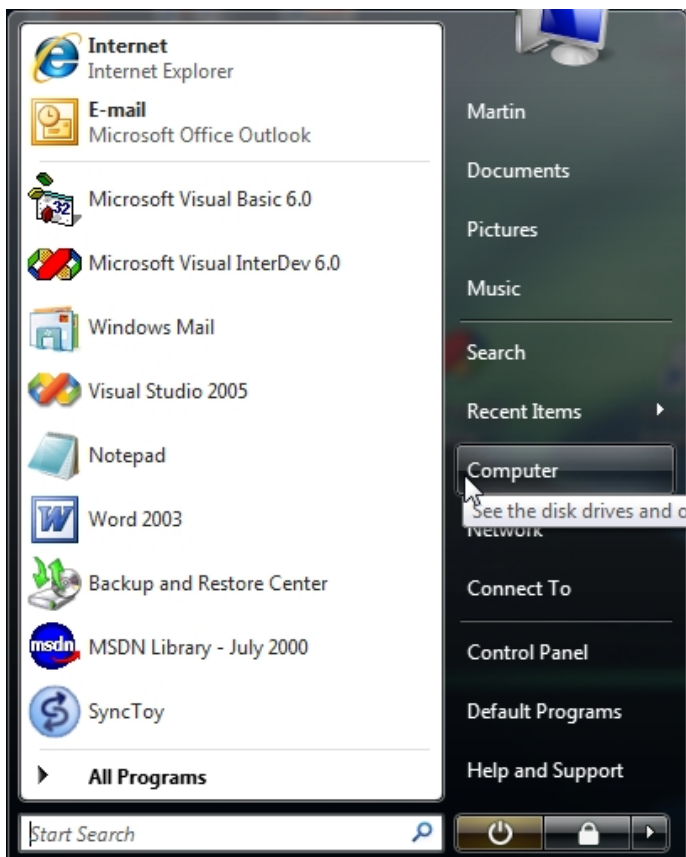 Internet
Internet Explorer
E-mail
Microsoft Office Outlook
32
Microsoft Visual Basic 6.0
Microsoft Visual InterDev 6.0
Windows Mail
Visual Studio 2005
Notepad
W
Word 2003
Backup and Restore Center
msdn
MSDN Library - July 2000
SyncToy
All Programs
Start Search
Martin
Documents
Pictures
Music
Search
Recent Items
Computer
See the disk drives and o
Network
Connect To
Control Panel
Default Programs
Help and Support